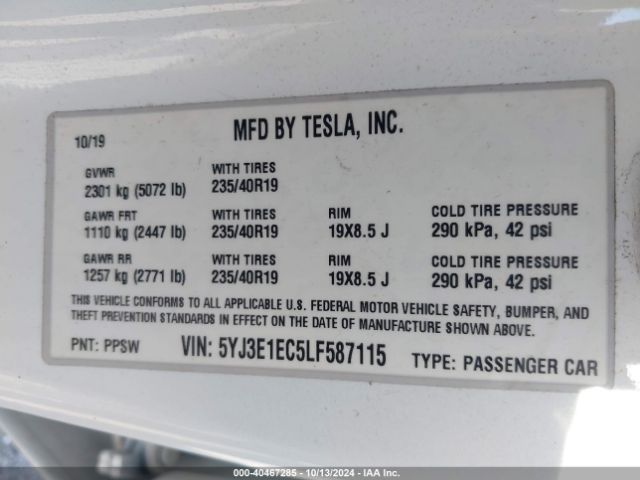 10/19
MFD BY TESLA, INC.
GVWR
2301 kg (5072 lb)
WITH TIRES
235/40R19
GAWR FRT
1110 kg (2447 lb)
WITH TIRES
235/40R19
RIM
19X8.5 J
COLD TIRE PRESSURE
290 kPa, 42 psi
GAWR RR
1257 kg (2771 lb)
WITH TIRES
235/40R19
RIM
19X8.5 J
COLD TIRE PRESSURE
290 kPa, 42 psi
THIS VEHICLE CONFORMS TO ALL APPLICABLE U.S. FEDERAL MOTOR VEHICLE SAFETY, BUMPER, AND
THEFT PREVENTION STANDARDS IN EFFECT ON THE DATE OF MANUFACTURE SHOWN ABOVE.
PNT: PPSW
VIN: 5YJ3E1EC5LF587115
TYPE: PASSENGER CAR
000-40467285 - 10/13/2024 - IAA Inc.